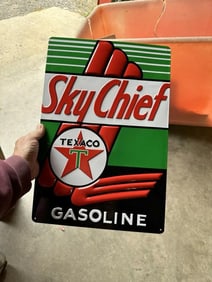 Sky Chief
TEXACO
T
GASOLINE